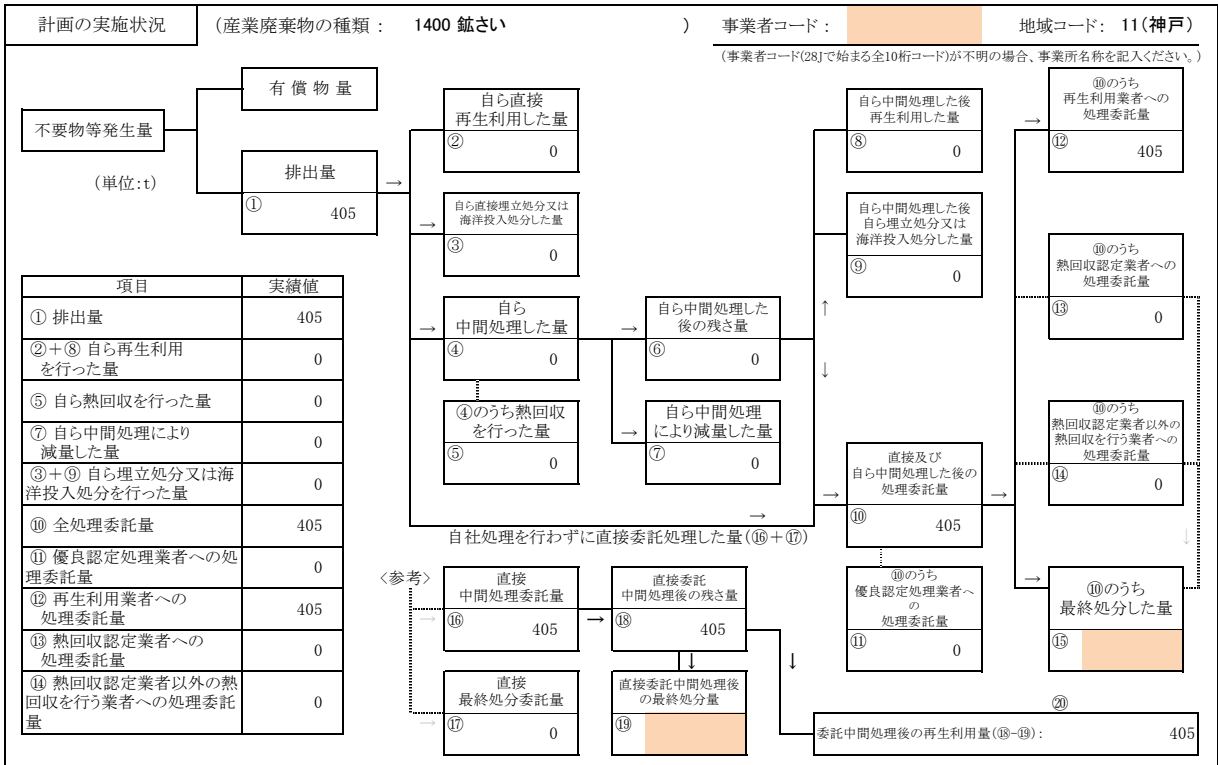 計画の実施状況
(産業廃棄物の種類: 1400 鉱さい )
事業者コード:
地域コード: 11(神戸)
(事業者コード(28Jで始まる全10桁コード)が不明の場合、事業所名称を記入ください。)
不要物等発生量
(単位:t)
有償物量
排出量
→
① 405
自ら直接
再生利用した量
② 0
→
自ら直接埋立処分又は
海洋投入処分した量
③ 0
→
自ら
中間処理した量
④ 0
④のうち熱回収
を行った量
⑤ 0
→
自ら中間処理した
後の残さ量
⑥ 0
→
自ら中間処理
により減量した量
⑦ 0
自ら中間処理した後
再生利用した量
⑧ 0
自ら中間処理した後
自ら埋立処分又は
海洋投入処分した量
⑨ 0
↑
↓
→
直接及び
自ら中間処理した後の
処理委託量
⑩ 405
→
⑩のうち
優良認定処理業者へ
の
処理委託量
⑪ 0
→
⑩のうち
再生利用業者への
処理委託量
⑫ 405
⑩のうち
熱回収認定業者への
処理委託量
⑬ 0
⑩のうち
熱回収認定業者以外の
熱回収を行う業者への
処理委託量
⑭ 0
↓
→
⑩のうち
最終処分した量
⑮
→
自社処理を行わずに直接委託処理した量(⑯+⑰)
<参考>
→
直接
中間処理委託量
⑯ 405
→
直接委託
中間処理後の残さ量
⑱ 405
→
直接
最終処分委託量
⑰ 0
↓
直接委託中間処理後
の最終処分量
⑲
↓
⑳
委託中間処理後の再生利用量(⑱-⑲): 405
項目 実績値
① 排出量 405
②+⑧ 自ら再生利用
を行った量 0
⑤ 自ら熱回収を行った量 0
⑦ 自ら中間処理により
減量した量 0
③+⑨ 自ら埋立処分又は海
洋投入処分を行った量 0
⑩ 全処理委託量 405
⑪ 優良認定処理業者への処
理委託量 0
⑫ 再生利用業者への
処理委託量 405
⑬ 熱回収認定業者への
処理委託量 0
⑭ 熱回収認定業者以外の熱
回収を行う業者への処理委託
量 0